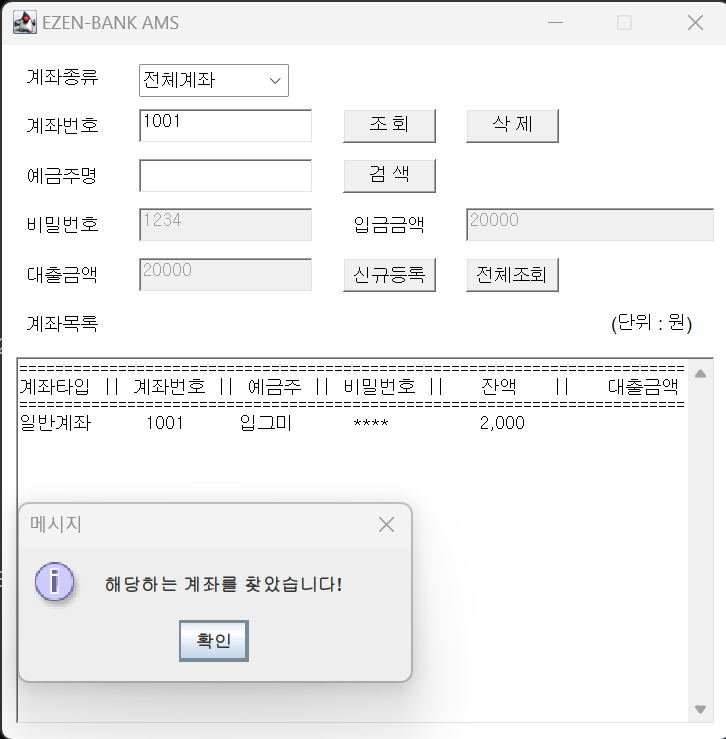 EZEN-BANK AMS
계좌종류 전체계좌
계좌번호 1001 조 회 삭 제
예금주명 검 색
비밀번호 1234 입금금액 20000
대출금액 20000 신규등록 전체조회
계좌목록 (단위 : 원)
계좌타입 || 계좌번호 || 예금주 || 비밀번호 || 잔액 || 대출금액
일반계좌 1001 입그미 **** 2,000
메시지
해당하는 계좌를 찾았습니다!
확인